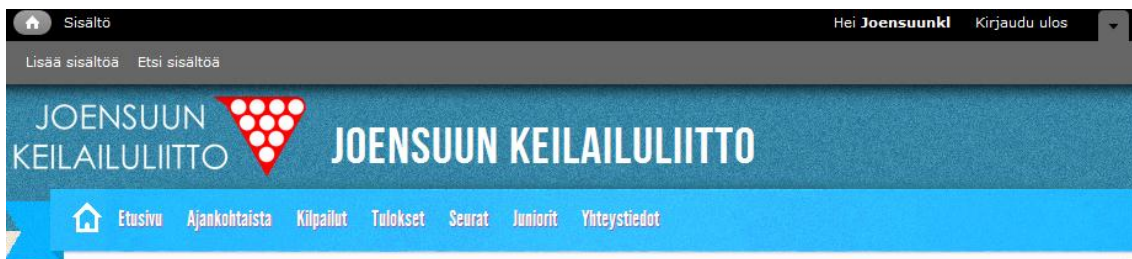 Sisältö Hei Joensuunkl Kirjaudu ulos
Lisää sisältöä Etsi sisältöä
JOENSUUN
KEILAILULIITTO
JOENSUUN KEILAILULIITTO
Etusivu Ajankohtaista Kilpailut Tulokset Seurat Juniorit Yhteystiedot